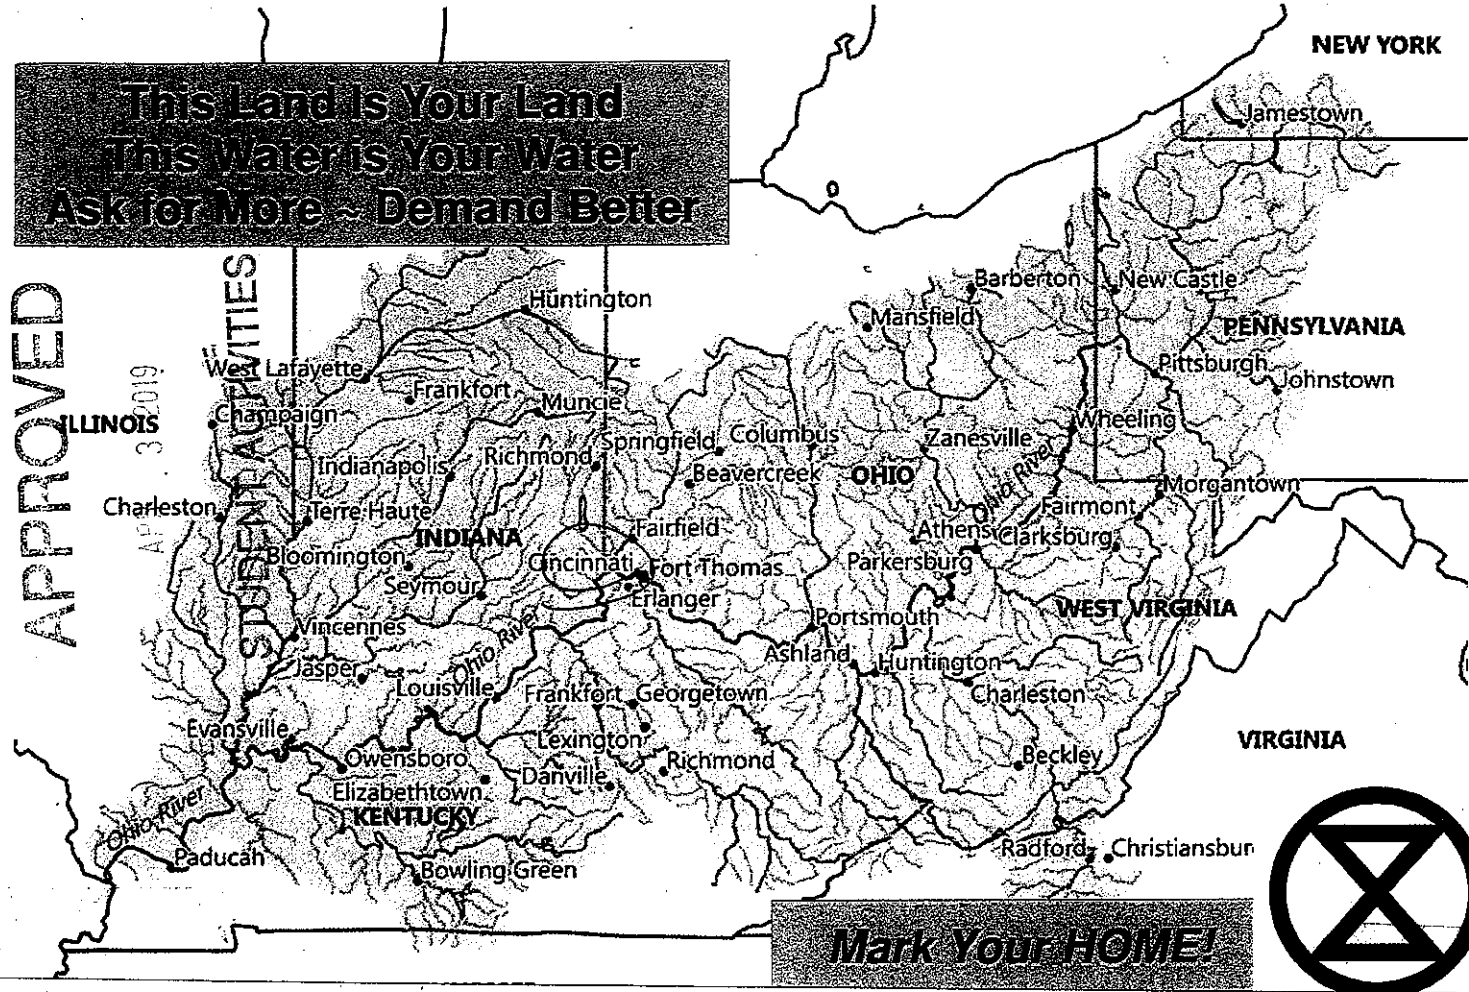 NEW YORK
This Land Is Your Land
This Water is Your Water
Ask for More ~ Demand Better
Jamestown
APPROVED
STUDENT ACTIVITIES
3 2019
Huntington
Barberton
New Castle
Mansfield
PENNSYLVANIA
West Lafayette
Pittsburgh
Johnstown
Frankfort
Muncie
Champaign
ILLINOIS
Wheeling
Springfield
Columbus
Zanesville
Richmond
Indianapolis
Beavercreek
OHIO
Ohio River
Morgantown
Charleston
Terre Haute
Fairmont
INDIANA
Fairfield
Athens
Clarksburg
Bloomington
Cincinnati
Fort Thomas
Parkersburg
Seymour
Erlanger
WEST VIRGINIA
Vincennes
Portsmouth
Ohio River
Jasper
Ashland
Huntington
Louisville
Frankfort
Georgetown
Charleston
Evansville
Lexington
VIRGINIA
Owensboro
Richmond
Beckley
Elizabethtown
Danville
Ohio River
KENTUCKY
Paducah
Radford
Christiansbur
Bowling Green
Mark Your HOME!